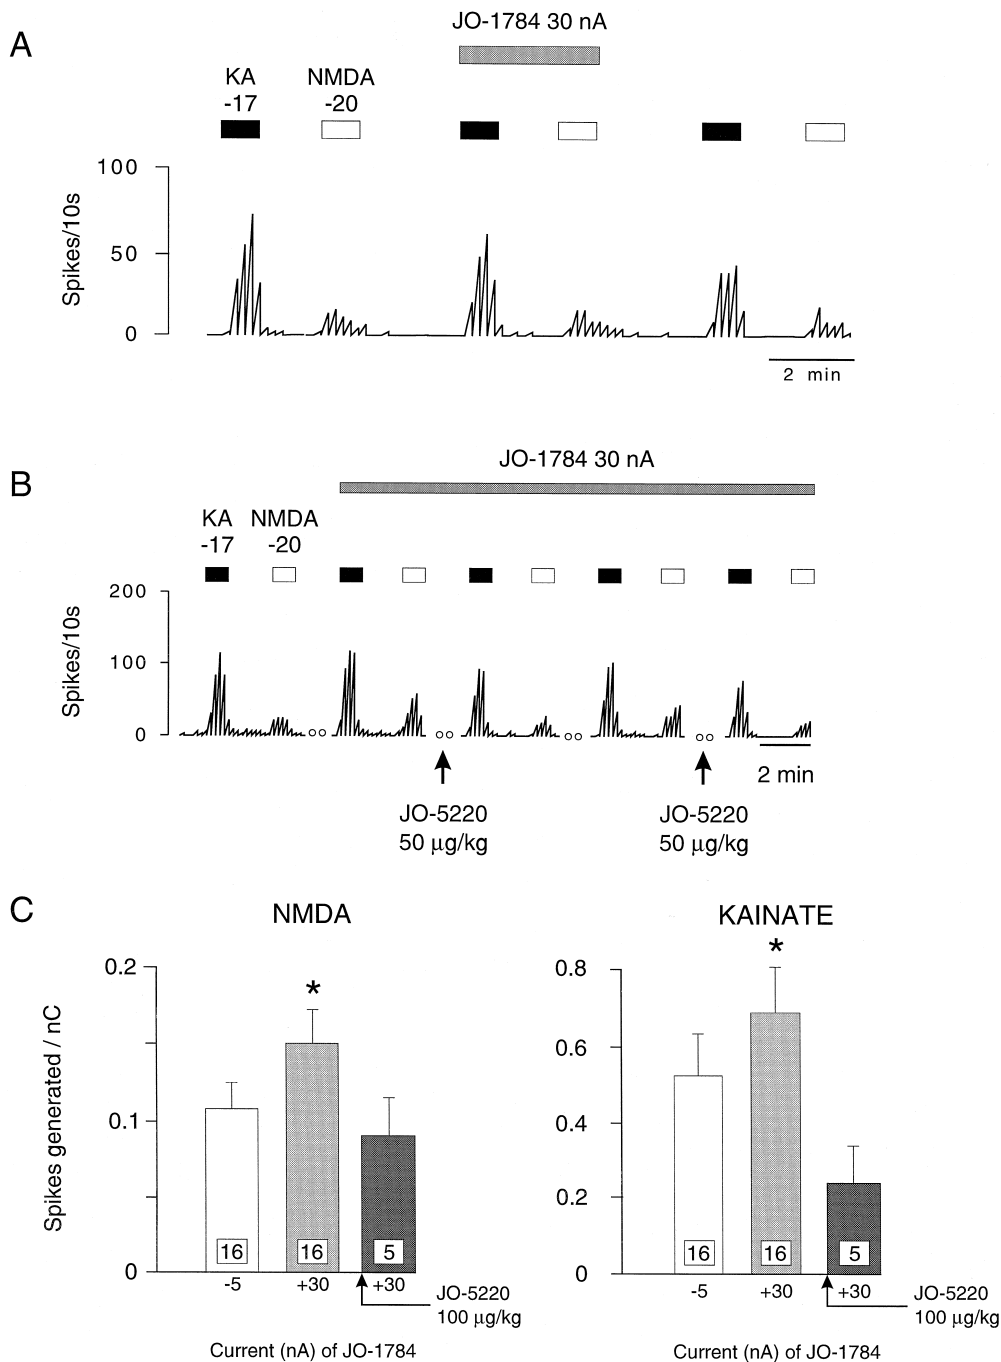 A
JO-1784 30 nA
KA NMDA
-17 -20
100
50
0
Spikes/10s
2 min
B
JO-1784 30 nA
KA NMDA
-17 -20
200
100
0
Spikes/10s
2 min
JO-5220 JO-5220
50 µg/kg 50 µg/kg
C
NMDA
0.2
0.1
0
Spikes generated / nC
*
16 16 5
-5 +30 +30
JO-5220
100 µg/kg
Current (nA) of JO-1784
KAINATE
0.8
0.6
0.4
0.2
0
*
16 16 5
-5 +30 +30
JO-5220
100 µg/kg
Current (nA) of JO-1784